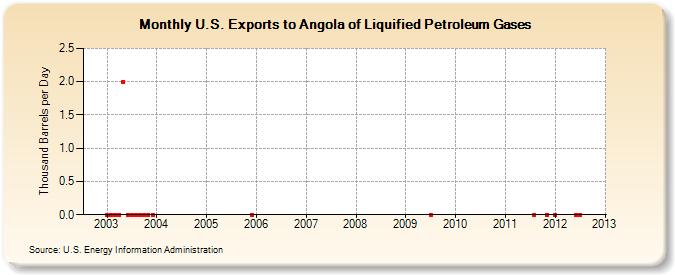 Monthly U.S. Exports to Angola of Liquified Petroleum Gases
Thousand Barrels per Day
2.5
2.0
1.5
1.0
0.5
0.0
2003 2004 2005 2006 2007 2008 2009 2010 2011 2012 2013
Source: U.S. Energy Information Administration